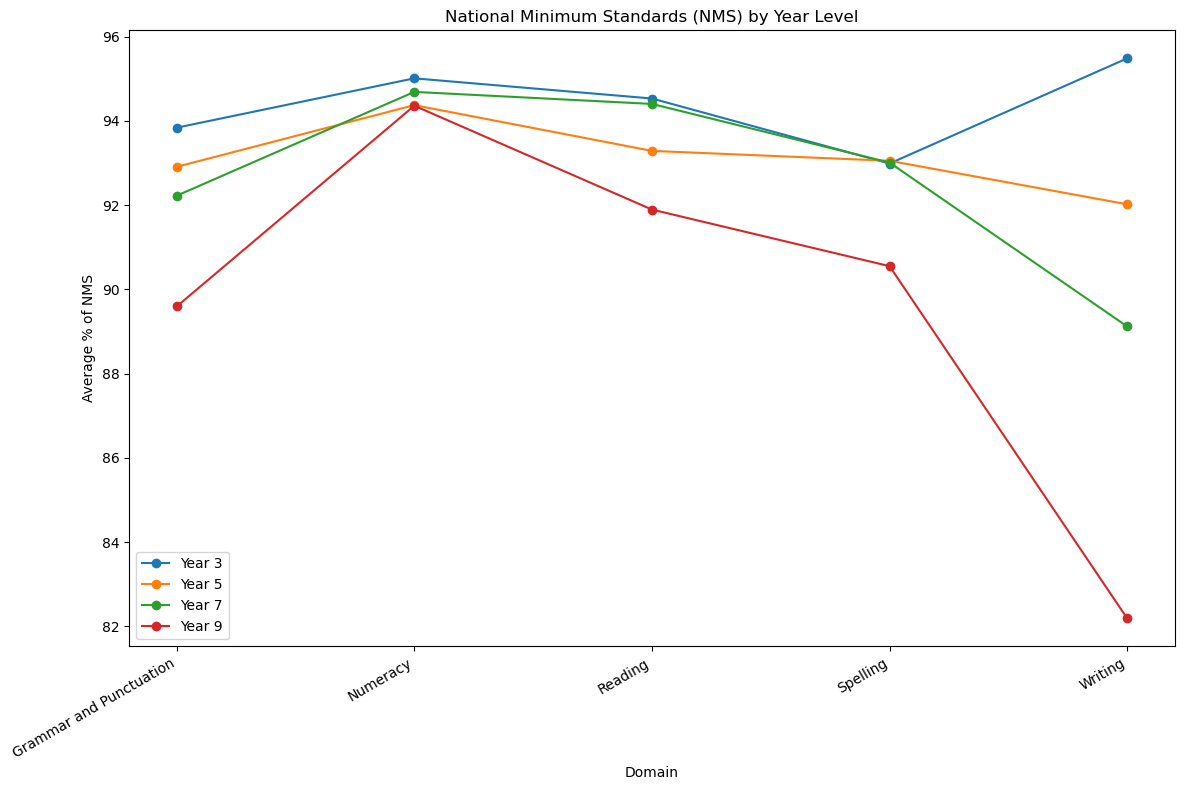 National Minimum Standards (NMS) by Year Level
96
94
92
90
88
86
84
82
Average % of NMS
Year 3
Year 5
Year 7
Year 9
Grammar and Punctuation
Numeracy
Reading
Spelling
Writing
Domain